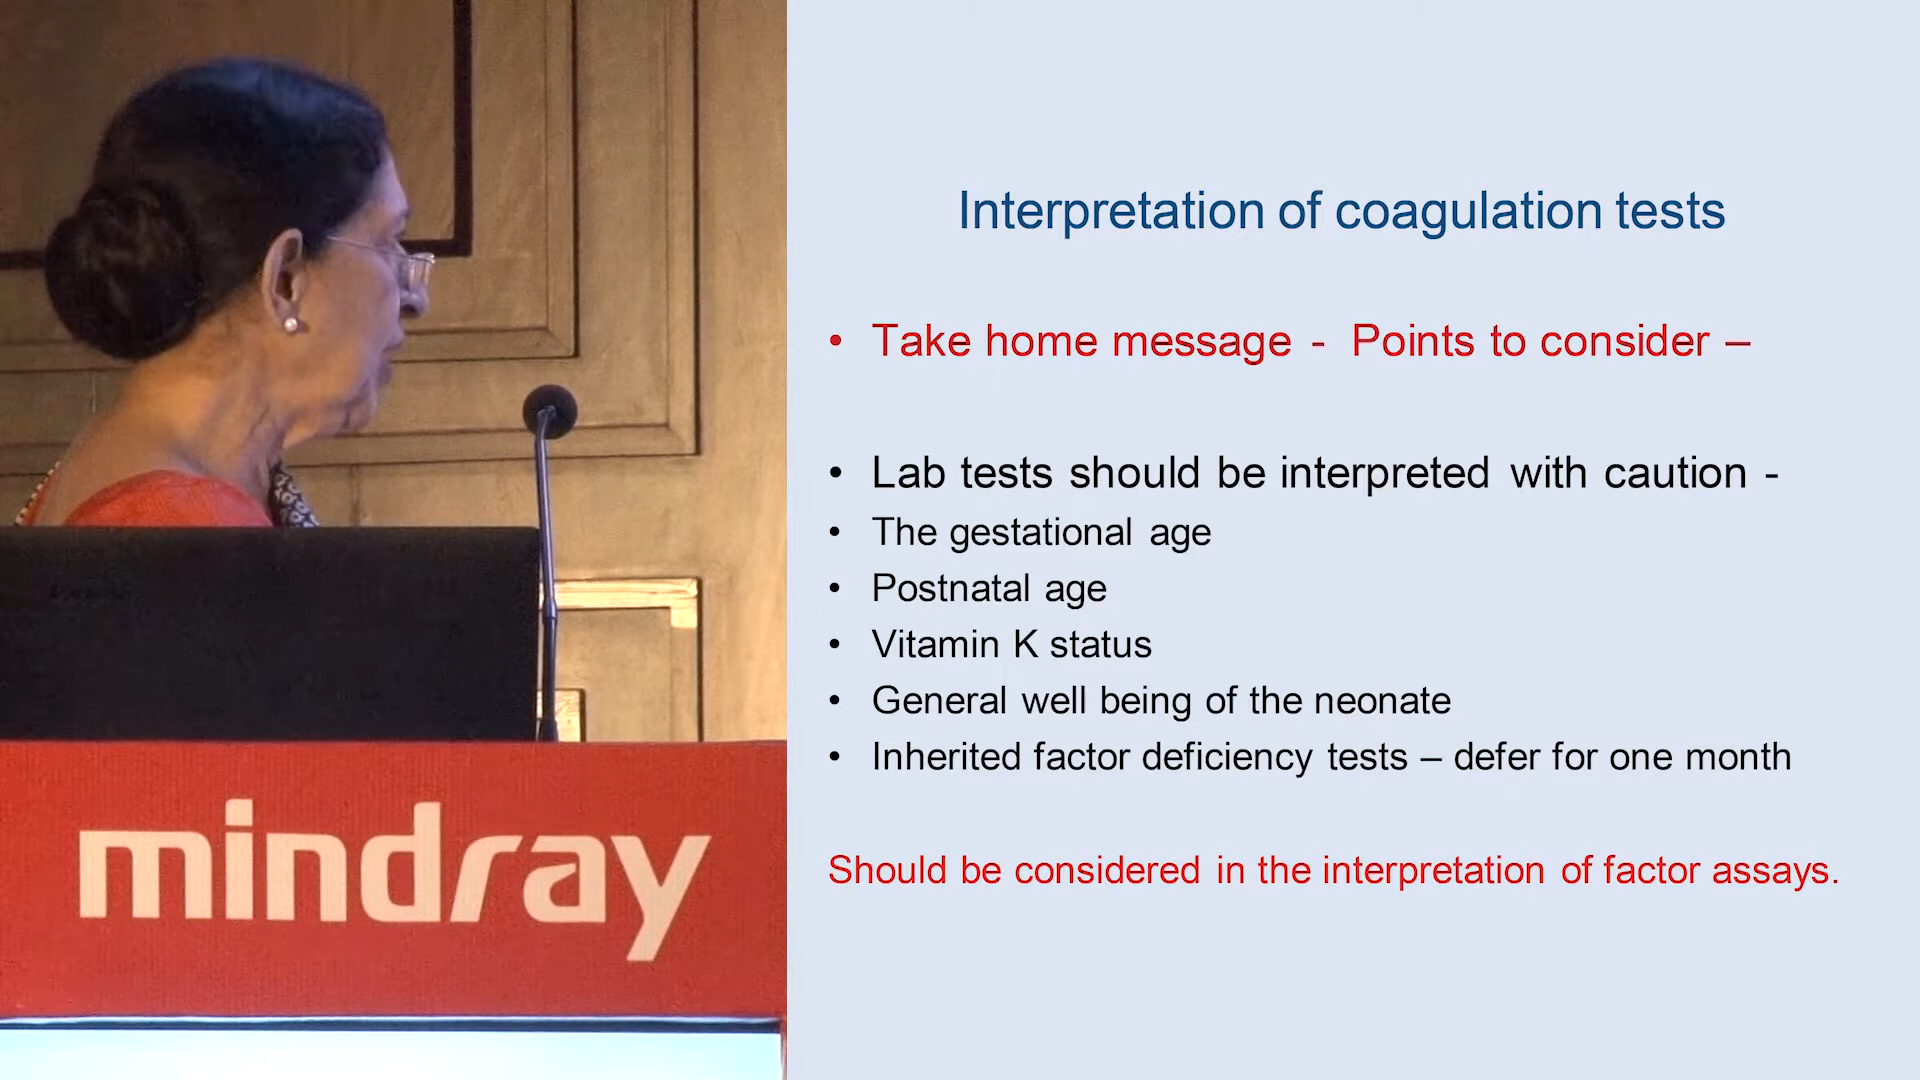 Interpretation of coagulation tests
• Take home message - Points to consider –
• Lab tests should be interpreted with caution -
• The gestational age
• Postnatal age
• Vitamin K status
• General well being of the neonate
• Inherited factor deficiency tests – defer for one month
Should be considered in the interpretation of factor assays.
mindray